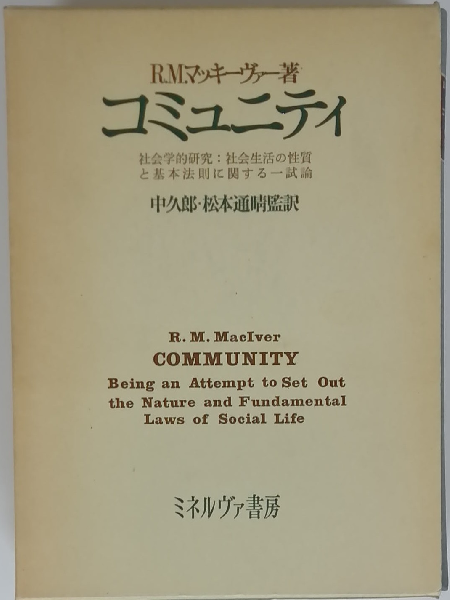 R.M.マッキーヴァー著
コミュニティ
社会学的研究：社会生活の性質
と基本法則に関する一試論
中久郎・松本通晴監訳
R. M. MacIver
COMMUNITY
Being an Attempt to Set Out
the Nature and Fundamental
Laws of Social Life
ミネルヴァ書房